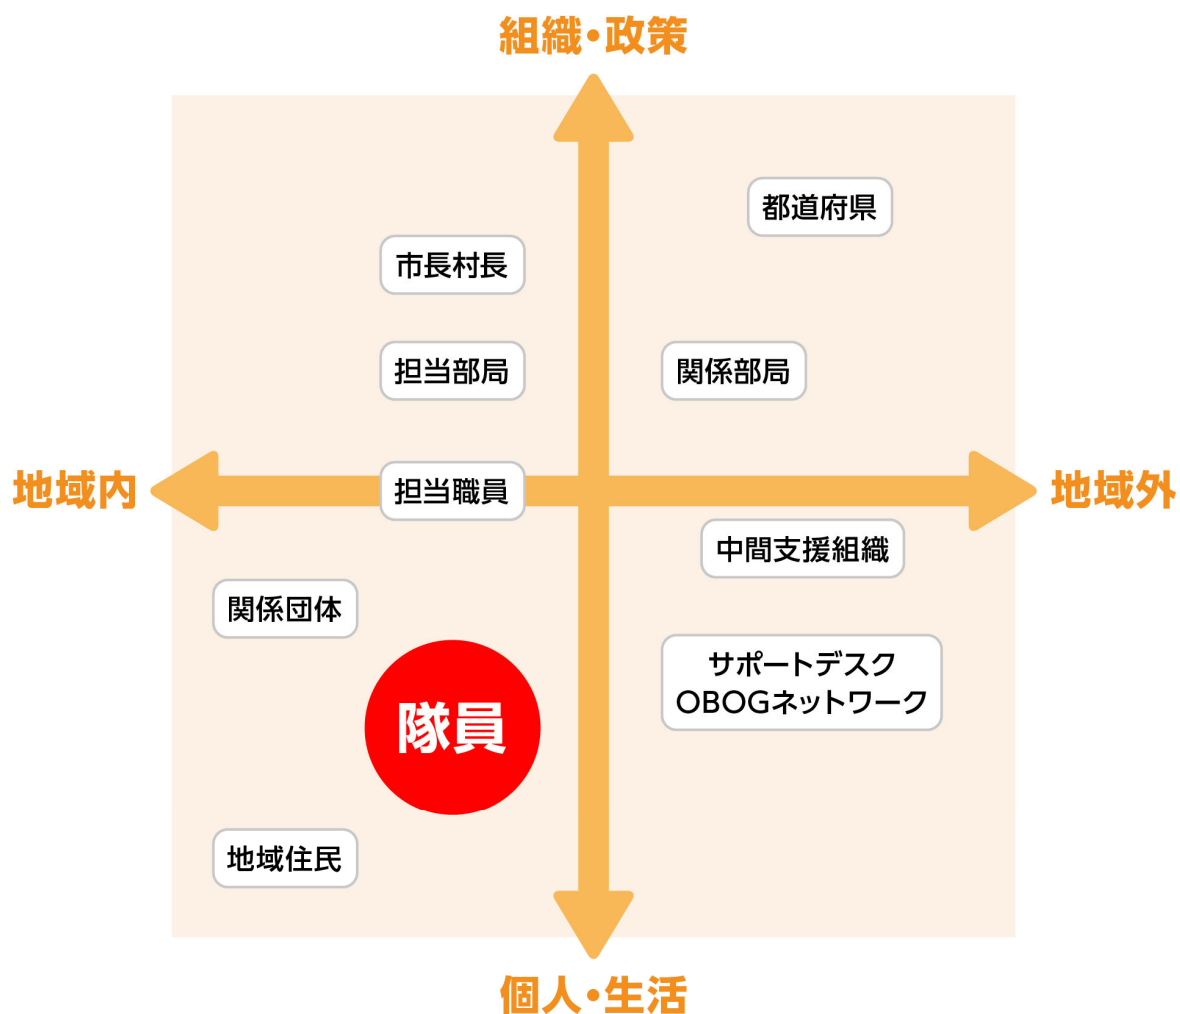 組織・政策
都道府県
市長村長
担当部局
関係部局
地域内
担当職員
地域外
中間支援組織
関係団体
サポートデスク
OBOGネットワーク
隊員
地域住民
個人・生活